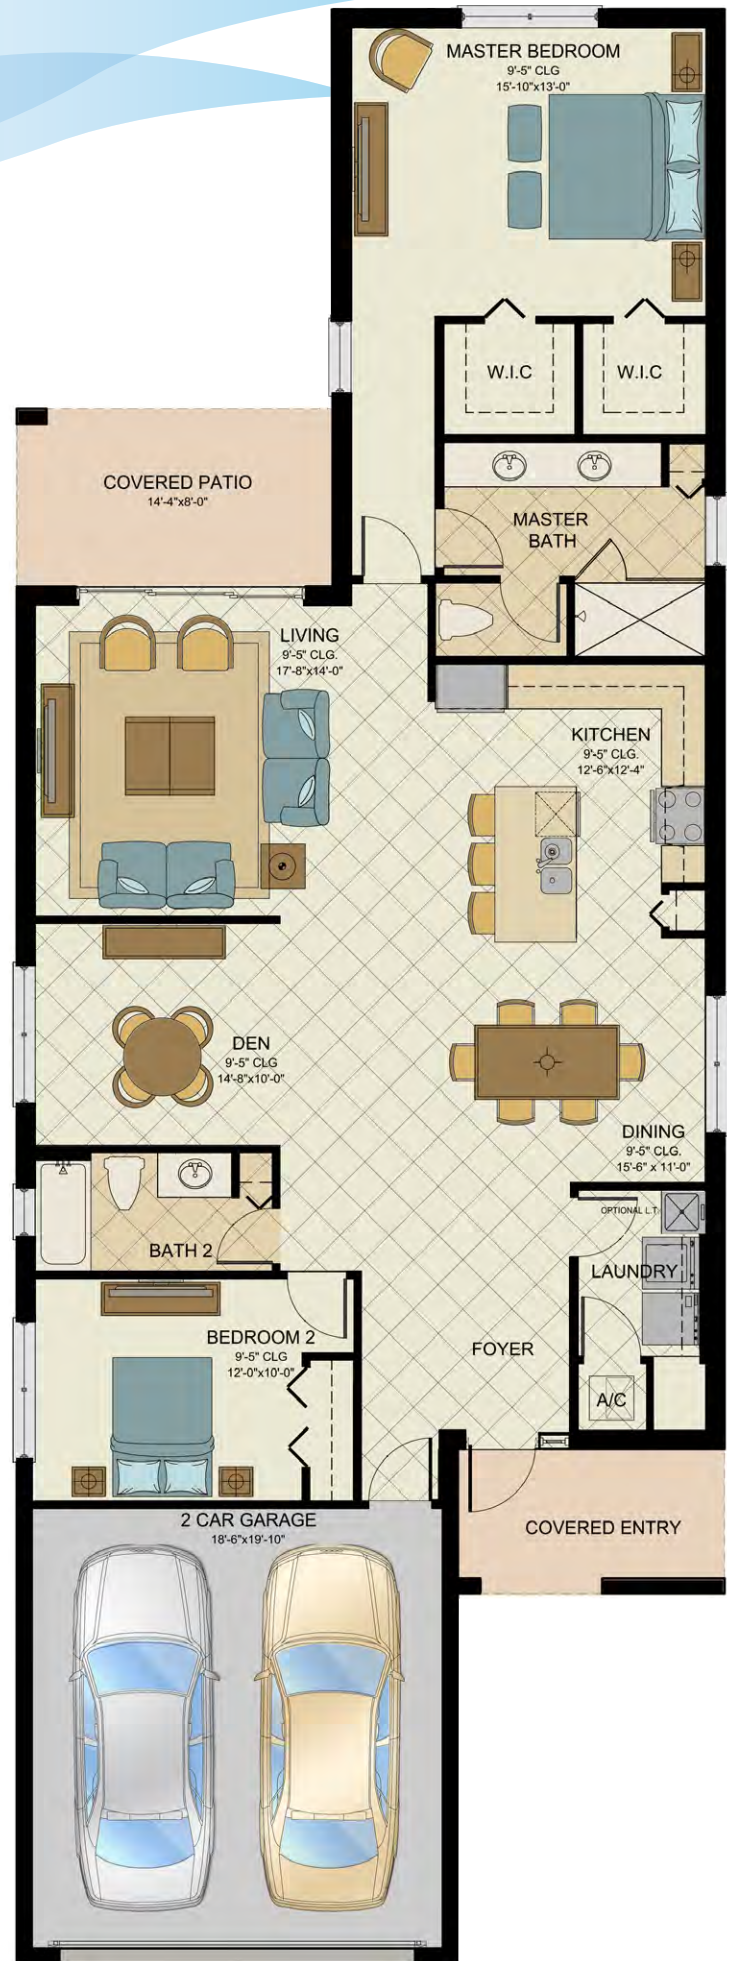 MASTER BEDROOM
9'-5" CLG
15'-10"x13'-0"
W.I.C
W.I.C
COVERED PATIO
14'-4"x8'-0"
MASTER
BATH
LIVING
9'-5" CLG.
17'-8"x14'-0"
KITCHEN
9'-5" CLG.
12'-6"x12'-4"
DEN
9'-5" CLG
14'-8"x10'-0"
DINING
9'-5" CLG.
15'-6" x 11'-0"
OPTIONAL L.T.
BATH 2
LAUNDRY
BEDROOM 2
9'-5" CLG
12'-0"x10'-0"
FOYER
A/C
2 CAR GARAGE
18'-6"x19'-10"
COVERED ENTRY